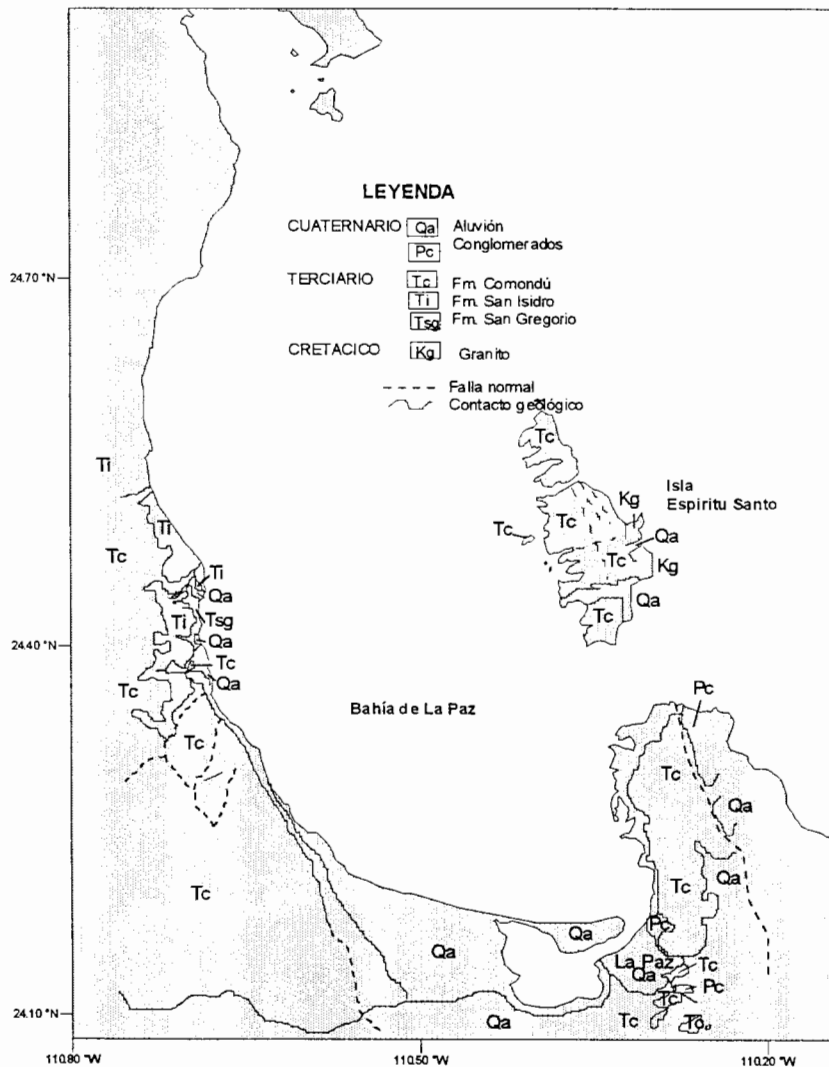 LEYENDA
CUATERNARIO Qa Aluvión
Pc Conglomerados
24.70 °N
TERCIARIO Tc Fm. Comondú
Ti Fm. San Isidro
Tsg Fm. San Gregorio
CRETACICO Kg Granito
Falla normal
Contacto geológico
Tc
Ti
Kg
Isla
Espiritu Santo
Ti
Tc
Tc
Tc
Qa
Tc
Tc
Kg
Ti
Qa
Qa
Tsg
Ti
Tc
Qa
24.40 °N
Tc
Qa
Tc
Pc
Bahía de La Paz
Tc
Tc
Qa
Tc
Tc
Qa
Pc
Qa
Qa
La Paz
Tc
Qa
Pc
Tc
24.10 °N
Qa
Tc
110.80 °W
110.50 °W
110.20 °W